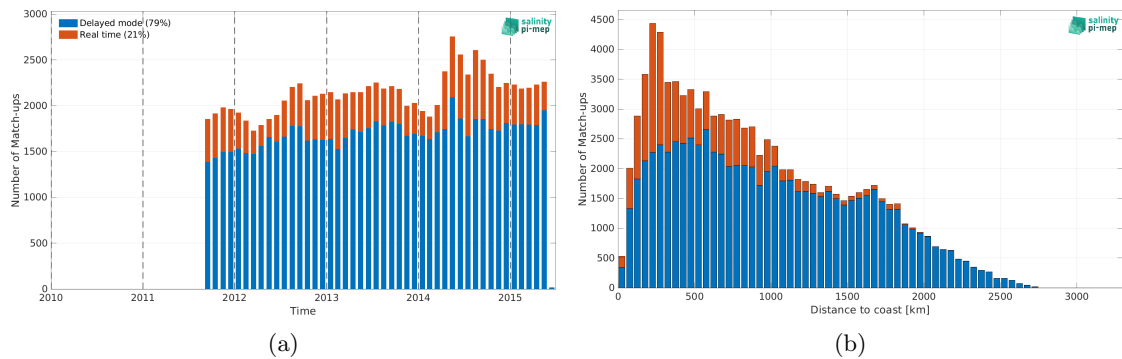 Delayed mode (79%)
Real time (21%)
salinity
pi-mep
Number of Match-ups
3000
2500
2000
1500
1000
500
0
2010 2011 2012 2013 2014 2015
Time
(a)
salinity
pi-mep
Number of Match-ups
4500
4000
3500
3000
2500
2000
1500
1000
500
0
0 500 1000 1500 2000 2500 3000
Distance to coast [km]
(b)